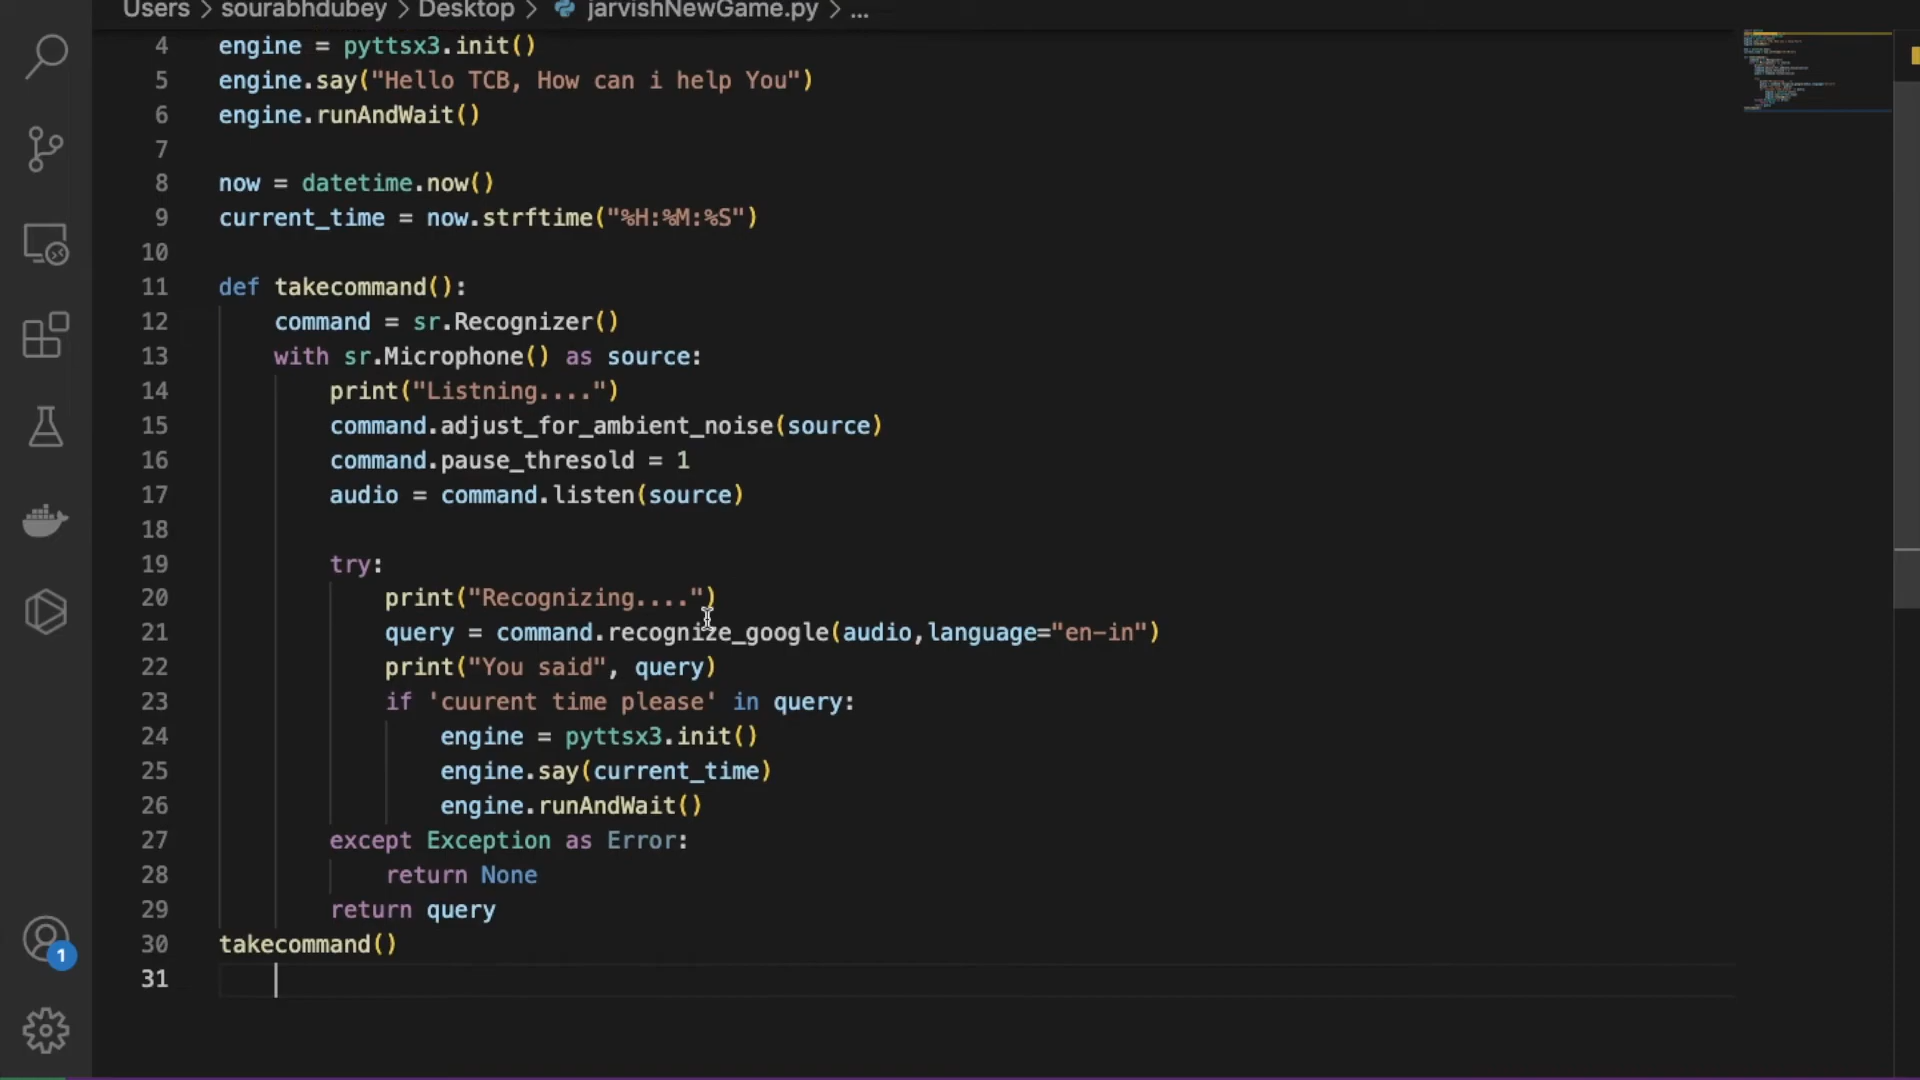 Users > sourabhdubey > Desktop > jarvishNewGame.py > ...
4 engine = pyttsx3.init()
5 engine.say("Hello TCB, How can i help You")
6 engine.runAndWait()
7
8 now = datetime.now()
9 current_time = now.strftime("%H:%M:%S")
10
11 def takecommand():
12     command = sr.Recognizer()
13     with sr.Microphone() as source:
14         print("Listning....")
15         command.adjust_for_ambient_noise(source)
16         command.pause_thresold = 1
17         audio = command.listen(source)
18
19         try:
20             print("Recognizing....")
21             query = command.recognize_google(audio,language="en-in")
22             print("You said", query)
23             if 'cuurent time please' in query:
24                 engine = pyttsx3.init()
25                 engine.say(current_time)
26                 engine.runAndWait()
27         except Exception as Error:
28             return None
29         return query
30 takecommand()
31
1